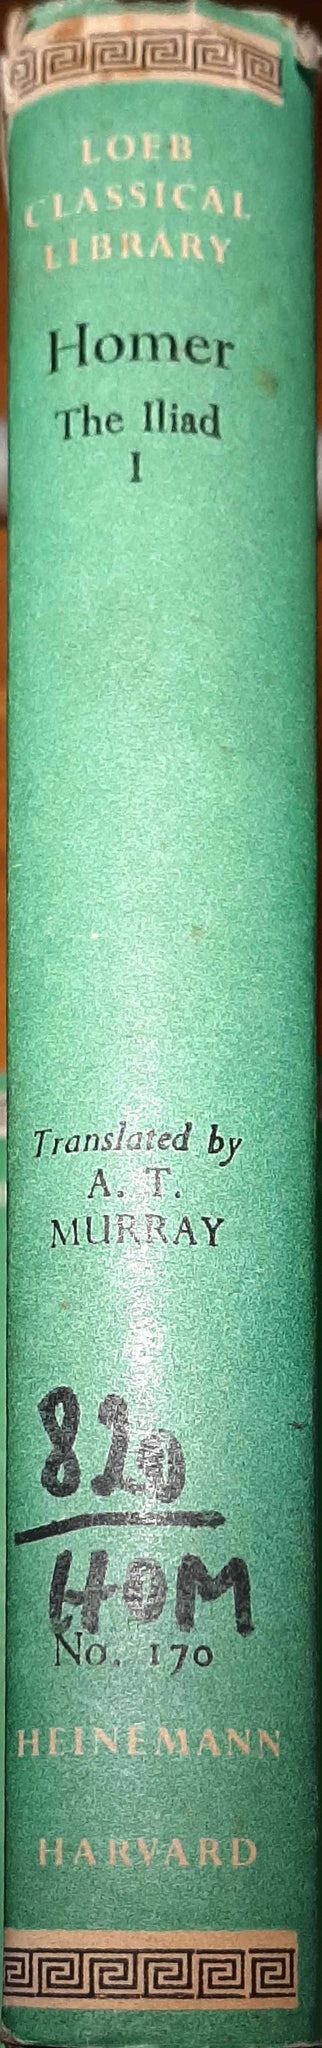 LOEB
CLASSICAL
LIBRARY
Homer
The Iliad
I
Translated by
A. T.
MURRAY
820
HOM
No. 170
HEINEMANN
HARVARD